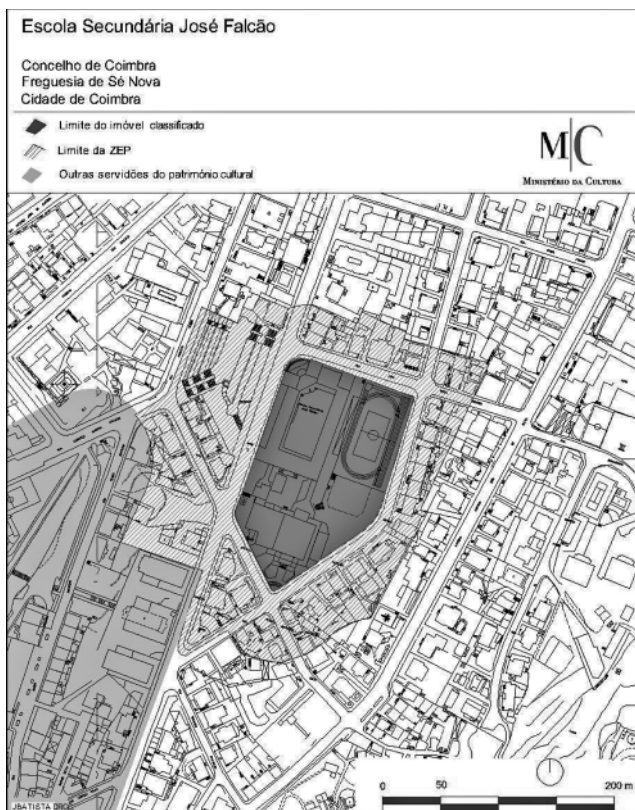 Escola Secundária José Falcão
Concelho de Coimbra
Freguesia de Sé Nova
Cidade de Coimbra
Limite do imóvel classificado
Limite da ZEP
Outras servidões do património cultural
M|C
MINISTÉRIO DA CULTURA
0 50 200 m